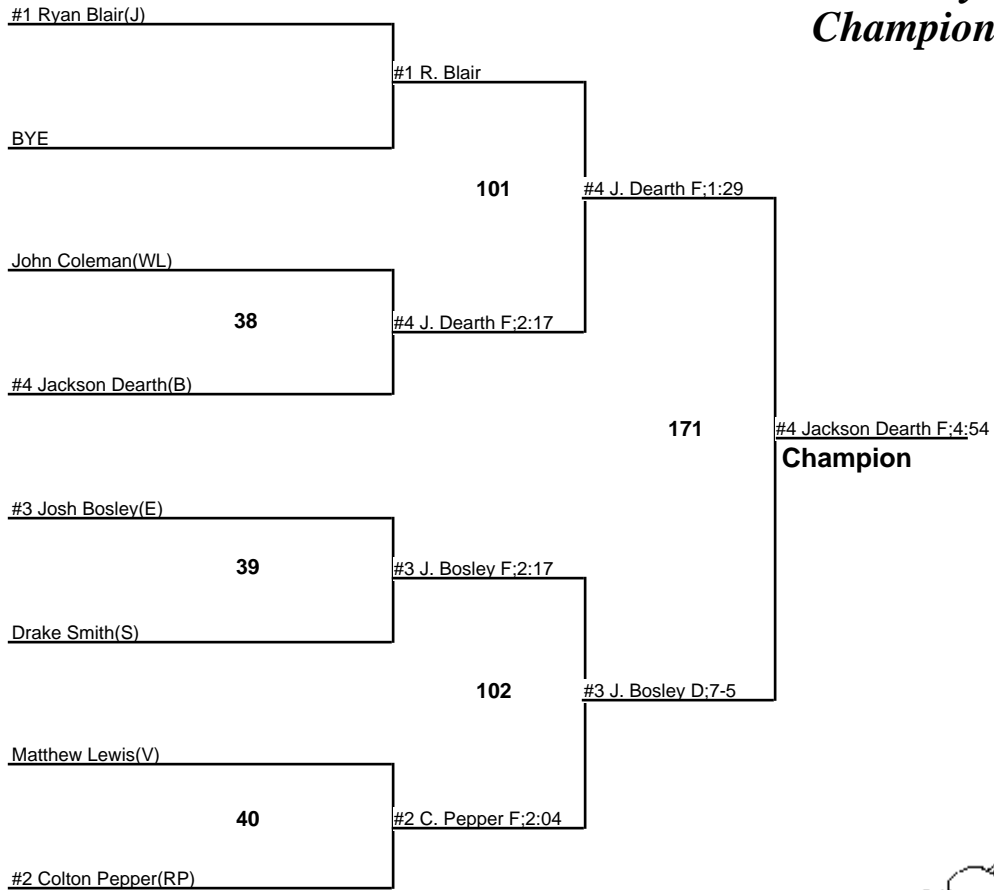 #1 Ryan Blair(J)
Champion
#1 R. Blair
BYE
101
#4 J. Dearth F;1:29
John Coleman(WL)
38
#4 J. Dearth F;2:17
#4 Jackson Dearth(B)
171
#4 Jackson Dearth F;4:54
Champion
#3 Josh Bosley(E)
39
#3 J. Bosley F;2:17
Drake Smith(S)
102
#3 J. Bosley D;7-5
Matthew Lewis(V)
40
#2 C. Pepper F;2:04
#2 Colton Pepper(RP)